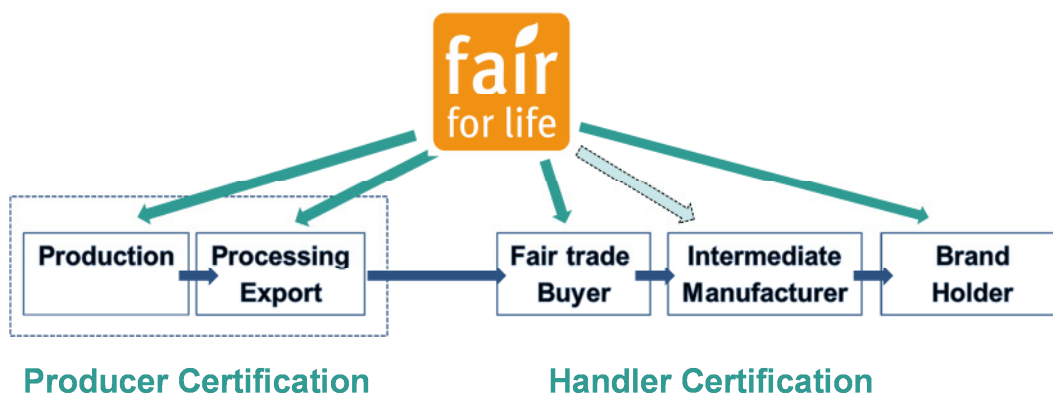 fair
for life
Production
Processing
Export
Fair trade
Buyer
Intermediate
Manufacturer
Brand
Holder
Producer Certification
Handler Certification